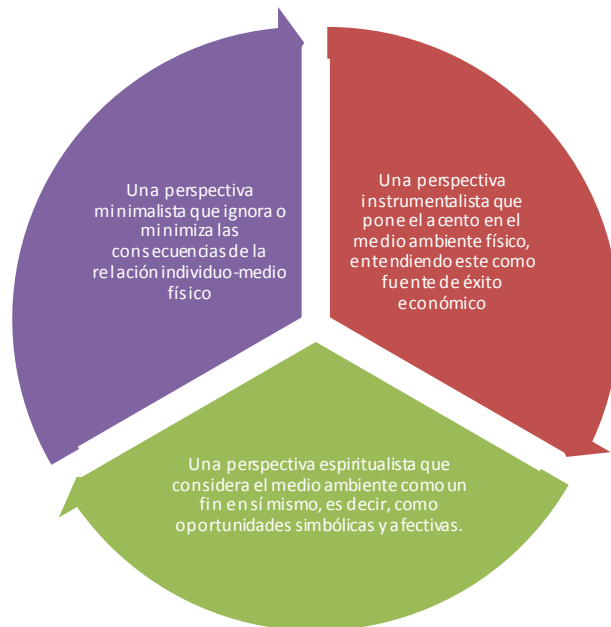 Una perspectiva
minimalista que ignora o
minimiza las
consecuencias de la
relación individuo-medio
físico
Una perspectiva
instrumentalista que
pone el acento en el
medio ambiente físico,
entendiendo este como
fuente de éxito
económico
Una perspectiva espiritualista que
considera el medio ambiente como un
fin en sí mismo, es decir, como
oportunidades simbólicas y afectivas.